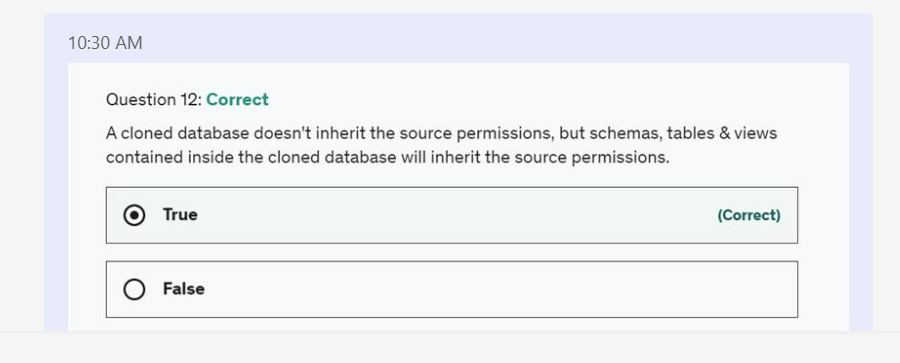 10:30 AM
Question 12: Correct
A cloned database doesn't inherit the source permissions, but schemas, tables & views
contained inside the cloned database will inherit the source permissions.
True (Correct)
False